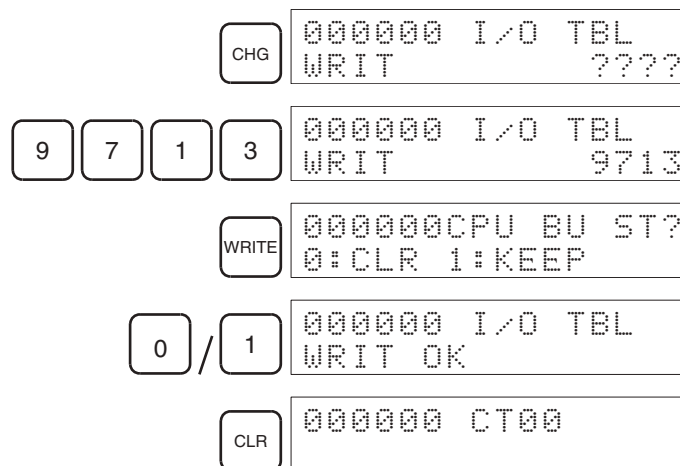 CHG
000000 I/O TBL
WRIT ????
9 7 1 3
000000 I/O TBL
WRIT 9713
WRITE
000000CPU BU ST?
0:CLR 1:KEEP
0 / 1
000000 I/O TBL
WRIT OK
CLR
000000 CT00